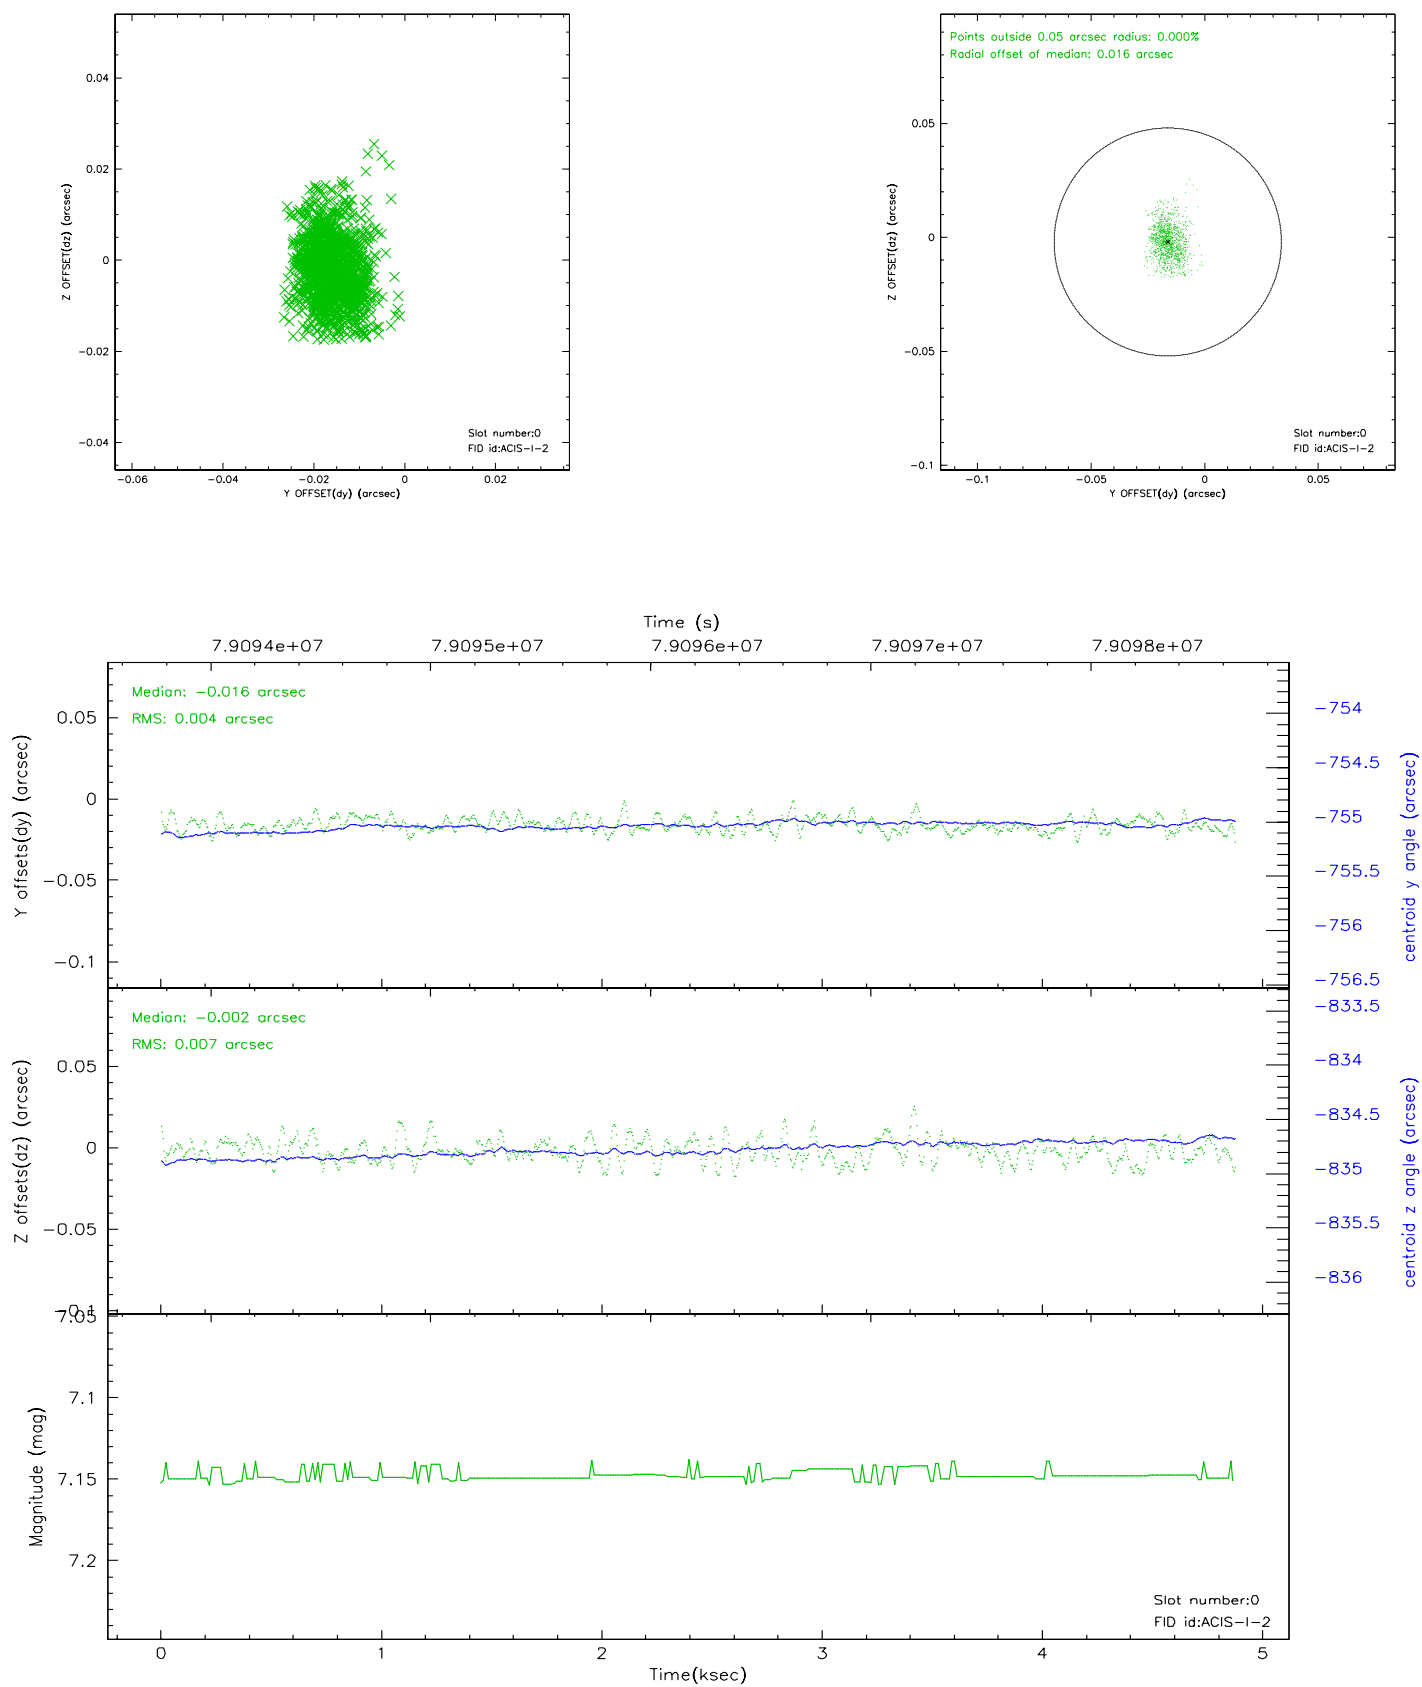 0.04
0.02
0
-0.02
-0.04
Z OFFSET(dz) (arcsec)
Slot number:0
FID id:ACIS-I-2
-0.06
-0.04
-0.02
0
0.02
Y OFFSET(dy) (arcsec)
Points outside 0.05 arcsec radius: 0.000%
Radial offset of median: 0.016 arcsec
0.05
0
-0.05
-0.1
Z OFFSET(dz) (arcsec)
Slot number:0
FID id:ACIS-I-2
-0.1
-0.05
0
0.05
Y OFFSET(dy) (arcsec)
Time (s)
7.9094e+07
7.9095e+07
7.9096e+07
7.9097e+07
7.9098e+07
Median: -0.016 arcsec
RMS: 0.004 arcsec
0.05
0
-0.05
-0.1
Y offsets(dy) (arcsec)
-754
-754.5
-755
-755.5
-756
-756.5
centroid y angle (arcsec)
Median: -0.002 arcsec
RMS: 0.007 arcsec
0.05
0
-0.05
-0.1
Z offsets(dz) (arcsec)
-833.5
-834
-834.5
-835
-835.5
-836
centroid z angle (arcsec)
7.05
7.1
7.15
7.2
Magnitude (mag)
Slot number:0
FID id:ACIS-I-2
0
1
2
3
4
5
Time(ksec)